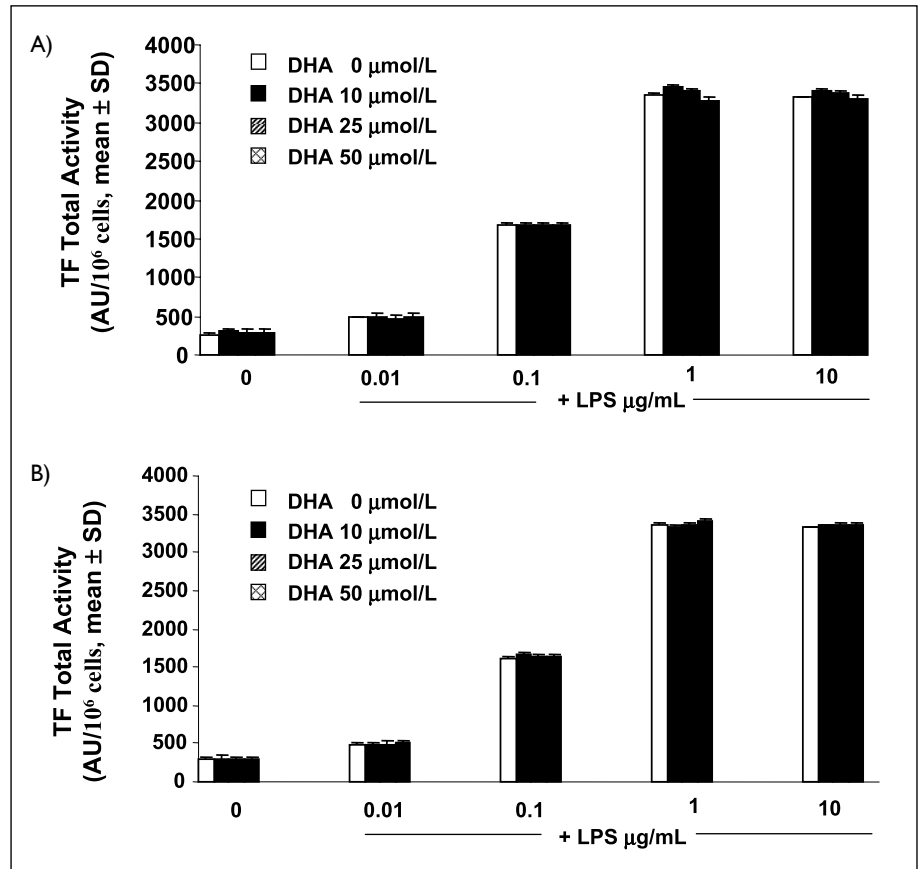 A)
TF Total Activity
(AU/10⁶ cells, mean ± SD)
4000
3500
3000
2500
2000
1500
1000
500
0
DHA 0 μmol/L
DHA 10 μmol/L
DHA 25 μmol/L
DHA 50 μmol/L
0 0.01 0.1 1 10
+ LPS μg/mL
B)
TF Total Activity
(AU/10⁶ cells, mean ± SD)
4000
3500
3000
2500
2000
1500
1000
500
0
DHA 0 μmol/L
DHA 10 μmol/L
DHA 25 μmol/L
DHA 50 μmol/L
0 0.01 0.1 1 10
+ LPS μg/mL